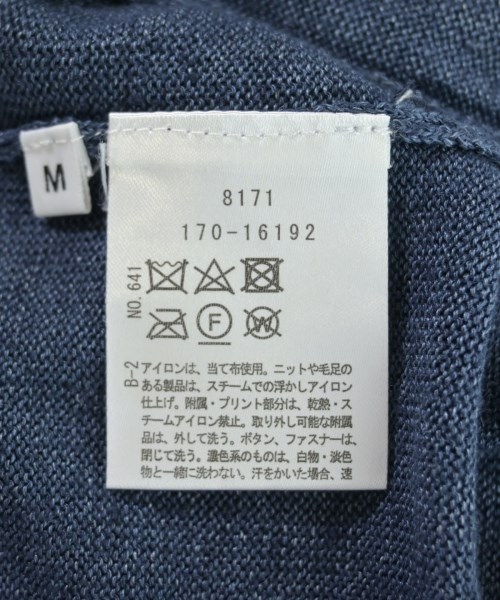 M
8171
170-16192
NO. 641
F
W
B-2
アイロンは、当て布使用。ニットや毛足の
ある製品は、スチームでの浮かしアイロン
仕上げ。附属・プリント部分は、乾熱・ス
チームアイロン禁止。取り外し可能な附属
品は、外して洗う。ボタン、ファスナーは、
閉じて洗う。濃色系のものは、白物・淡色
物と一緒に洗わない。汗をかいた場合、速